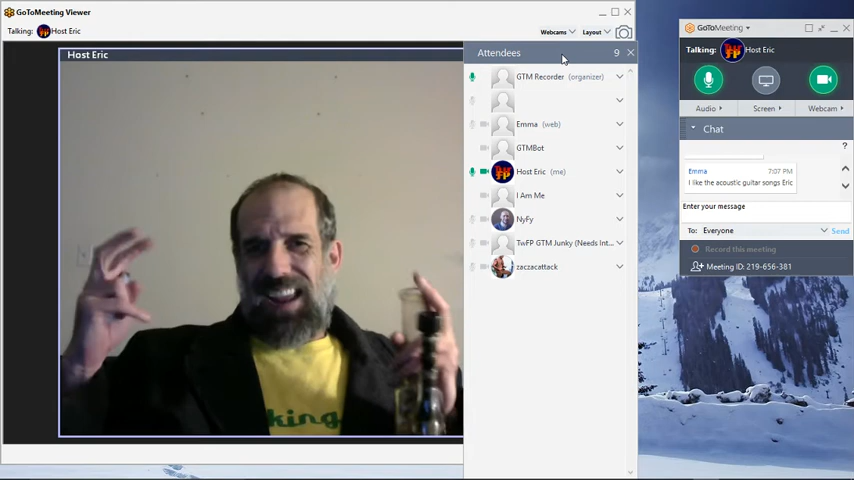 GoToMeeting Viewer
Talking: Host Eric
Webcams
Layout
Host Eric
Attendees 9
GTM Recorder (organizer)
Emma (web)
GTMBot
Host Eric (me)
I Am Me
NyFy
TwFP GTM Junky (Needs Int...
zaczacattack
king
GoToMeeting
Talking: Host Eric
Audio Screen Webcam
Chat
?
Emma 7:07 PM
I like the acoustic guitar songs Eric
Enter your message
To: Everyone Send
Record this meeting
Meeting ID: 219-656-381